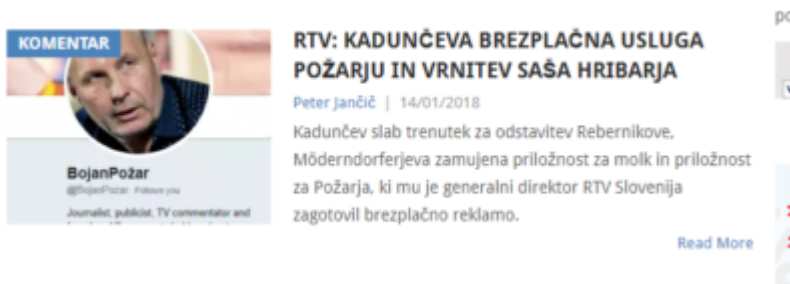 KOMENTAR
BojanPožar
@BojanPozar Follows you
Journalist, publicist, TV commentator and
RTV: KADUNČEVA BREZPLAČNA USLUGA
POŽARJU IN VRNITEV SAŠA HRIBARJA
Peter Jančič | 14/01/2018
Kadunčev slab trenutek za odstavitev Rebernikove,
Möderndorferjeva zamujena priložnost za molk in priložnost
za Požarja, ki mu je generalni direktor RTV Slovenija
zagotovil brezplačno reklamo.
Read More